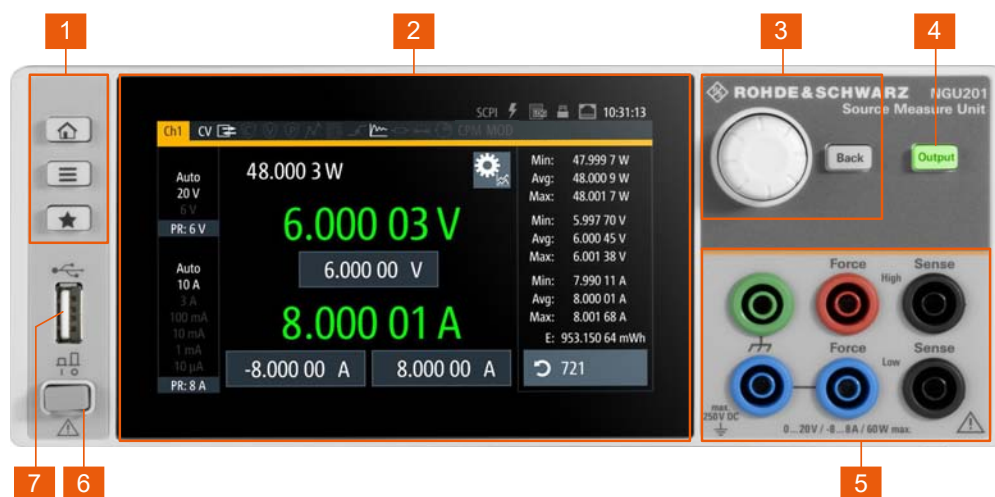 1
2
3
4
ROHDE&SCHWARZ NGU201
Source Measure Unit
SCPI 10:31:13
Ch1 CV EPM MOD
48.000 3 W
Auto
20 V
6 V
PR: 6 V
6.000 03 V
6.000 00 V
Auto
10 A
3 A
100 mA
10 mA
1 mA
10 µA
PR: 8 A
8.000 01 A
-8.000 00 A
8.000 00 A
Min: 47.999 7 W
Avg: 48.000 9 W
Max: 48.001 7 W
Min: 5.997 70 V
Avg: 6.000 45 V
Max: 6.001 38 V
Min: 7.990 11 A
Avg: 8.000 01 A
Max: 8.001 68 A
E: 953.150 64 mWh
721
Back
Output
Force Sense
High
Force Sense
Low
max.
250V DC
0...20V / -8...8A / 60W max.
7
6
5